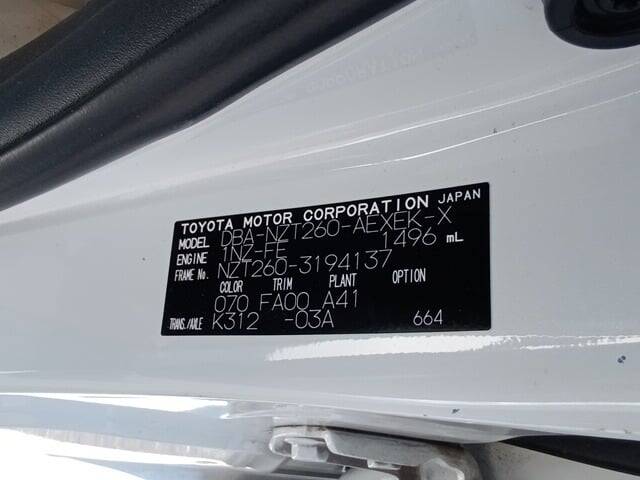 TOYOTA MOTOR CORPORATION JAPAN
MODEL DBA-NZT260-AEXEK-X
ENGINE 1NZ-FE 1496 mL
FRAME No. NZT260-3194137
COLOR TRIM PLANT OPTION
070 FA00 A41
TRANS./AXLE K312 -03A 664